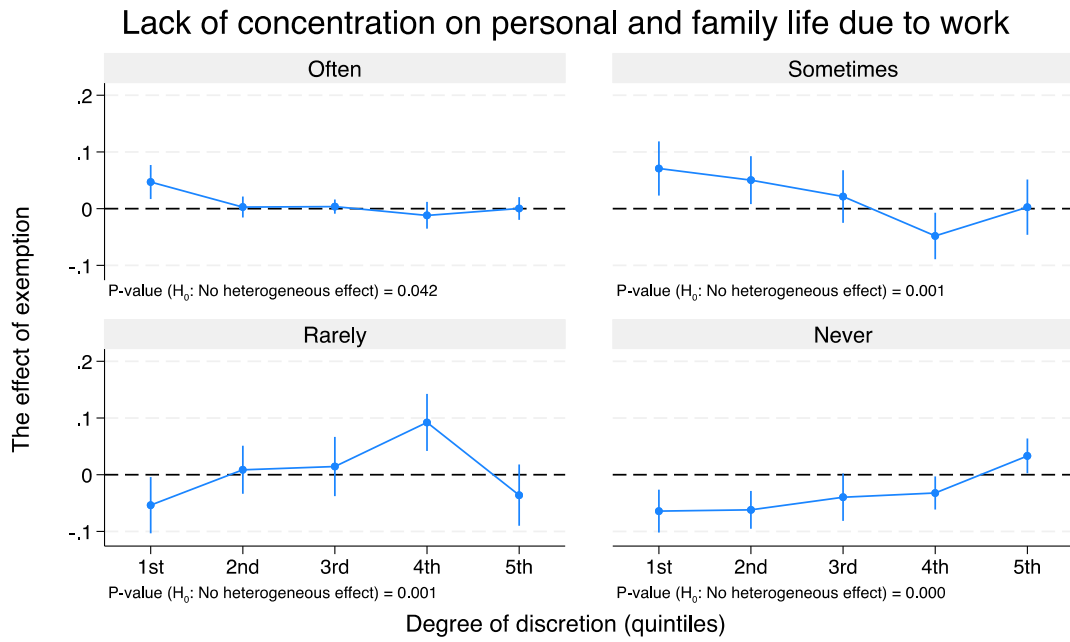 Lack of concentration on personal and family life due to work
Often
Sometimes
.2
.1
0
-.1
P-value (H₀: No heterogeneous effect) = 0.042
P-value (H₀: No heterogeneous effect) = 0.001
The effect of exemption
Rarely
Never
.2
.1
0
-.1
1st 2nd 3rd 4th 5th
1st 2nd 3rd 4th 5th
P-value (H₀: No heterogeneous effect) = 0.001
P-value (H₀: No heterogeneous effect) = 0.000
Degree of discretion (quintiles)